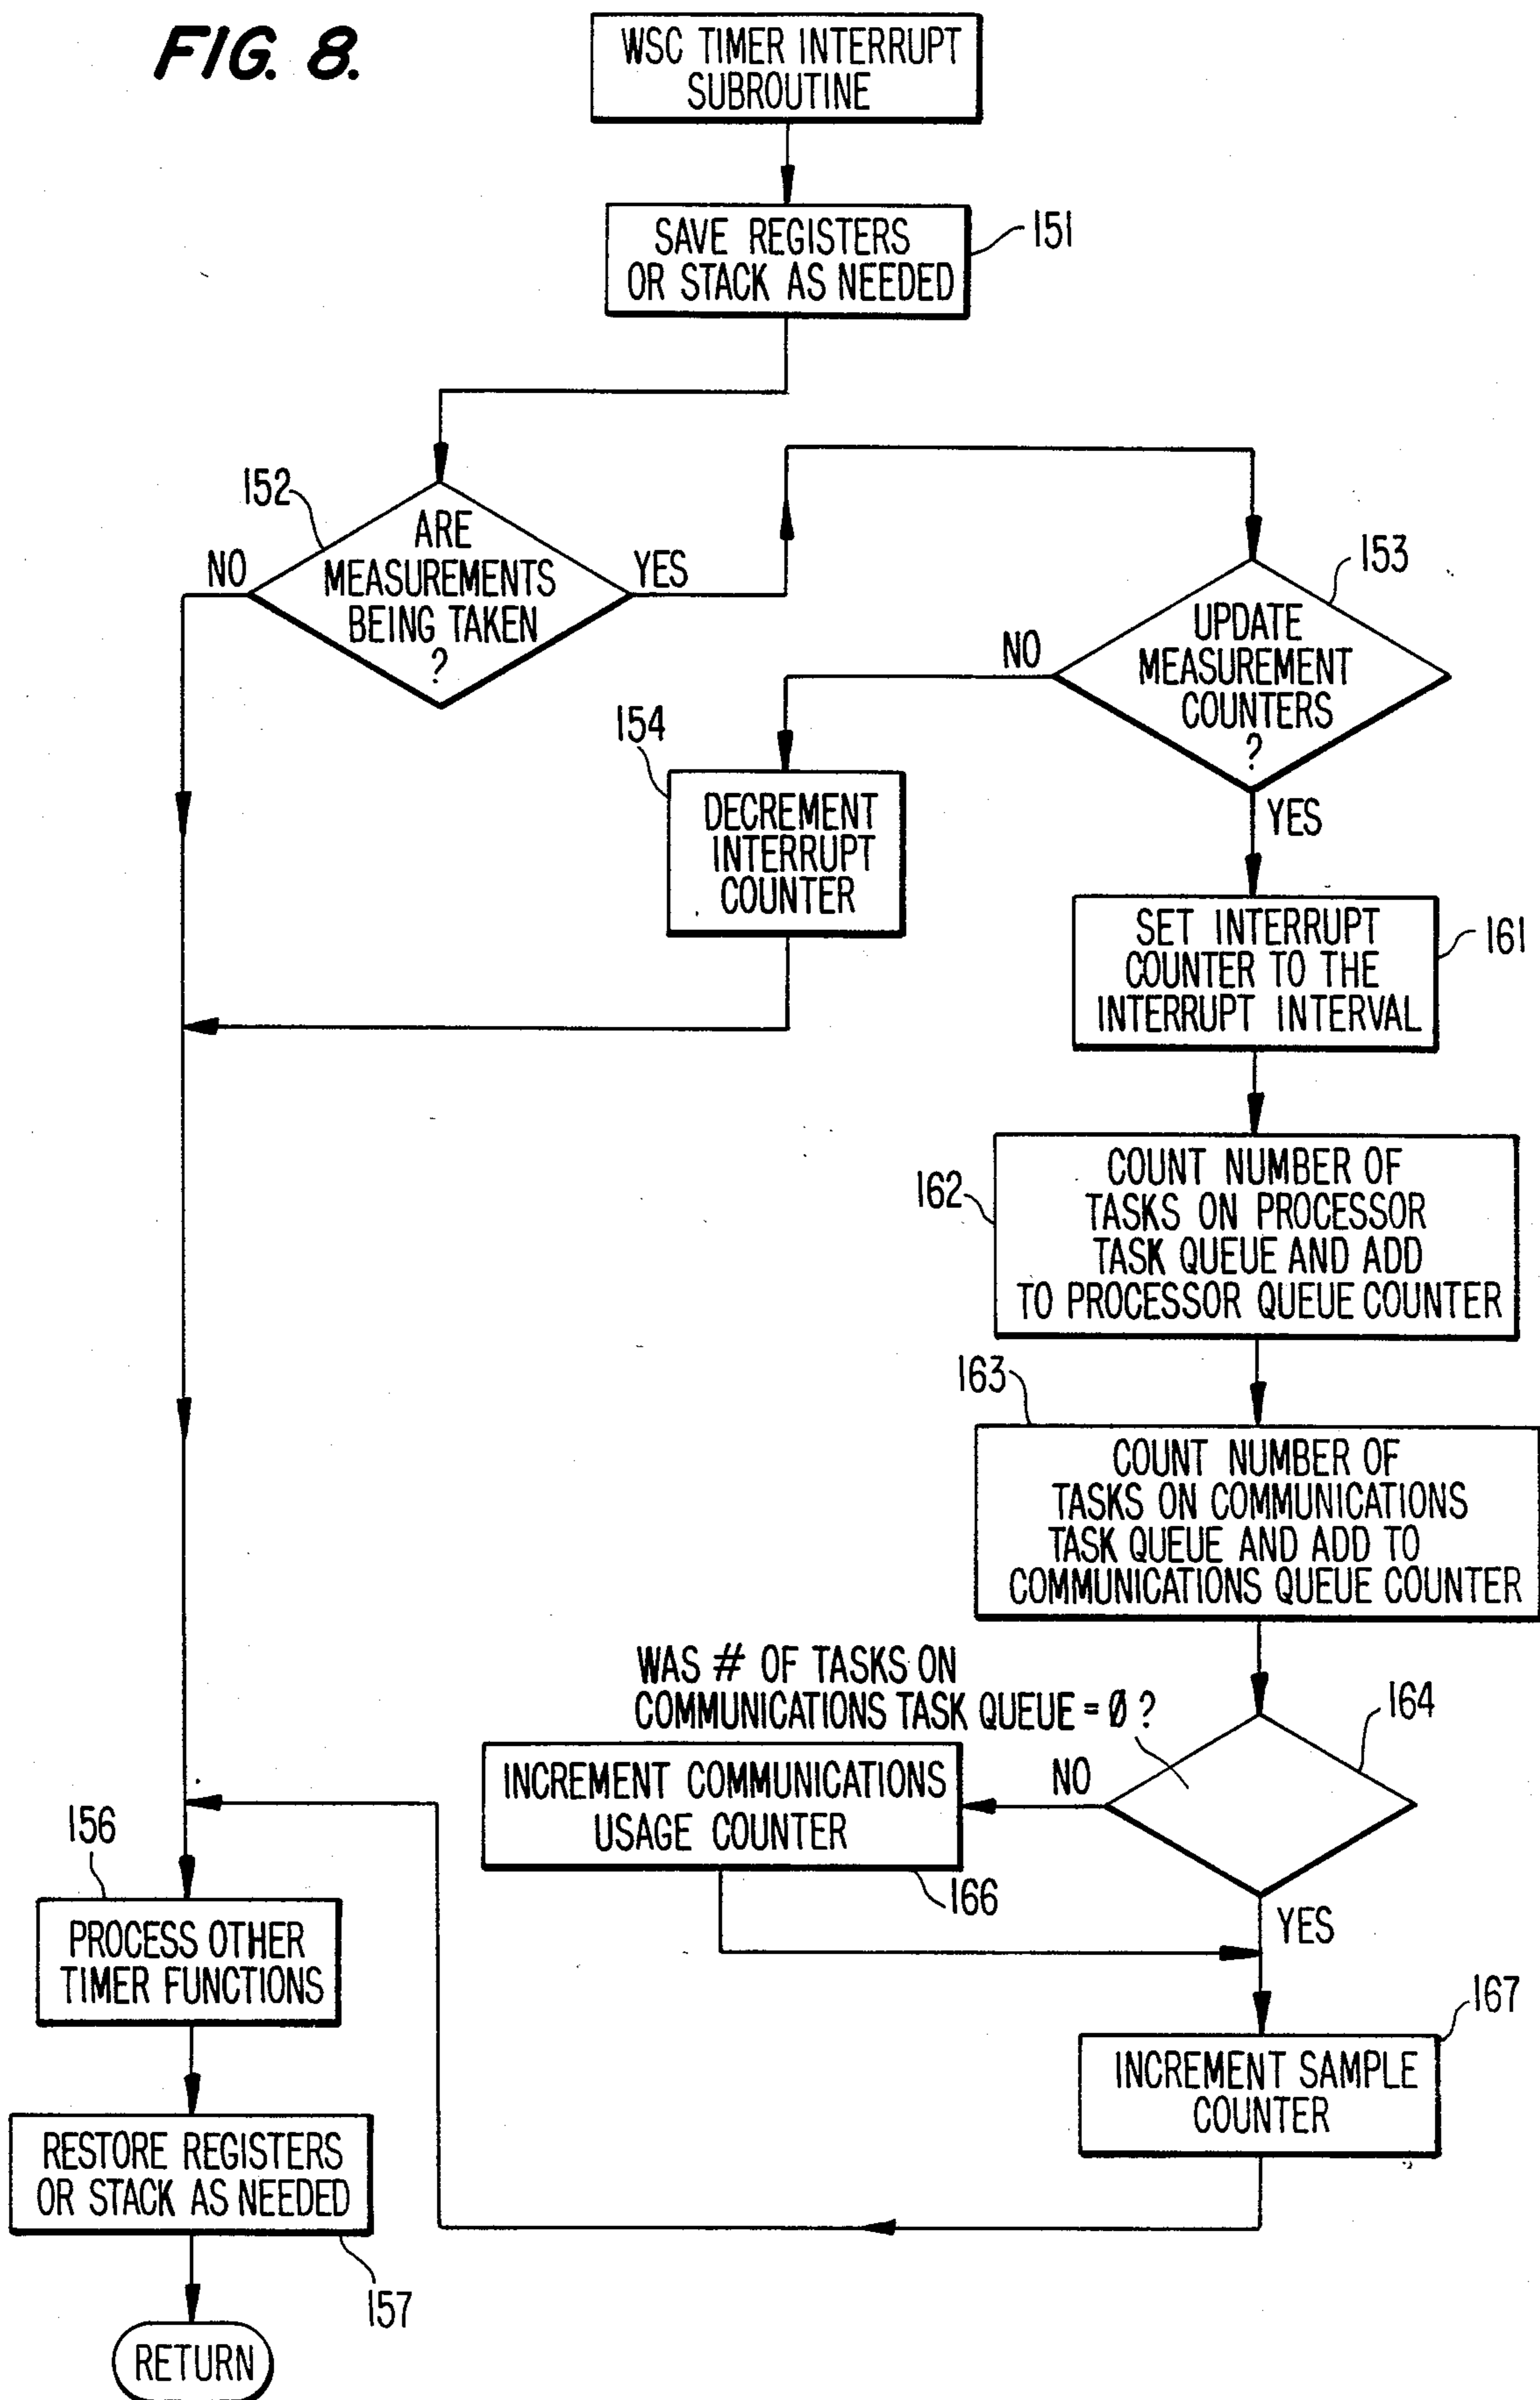 FIG. 8.
WSC TIMER INTERRUPT
SUBROUTINE
SAVE REGISTERS
OR STACK AS NEEDED
151
152
ARE
MEASUREMENTS
BEING TAKEN
?
NO
YES
153
UPDATE
MEASUREMENT
COUNTERS
?
NO
YES
154
DECREMENT
INTERRUPT
COUNTER
SET INTERRUPT
COUNTER TO THE
INTERRUPT INTERVAL
161
162
COUNT NUMBER OF
TASKS ON PROCESSOR
TASK QUEUE AND ADD
TO PROCESSOR QUEUE COUNTER
163
COUNT NUMBER OF
TASKS ON COMMUNICATIONS
TASK QUEUE AND ADD TO
COMMUNICATIONS QUEUE COUNTER
WAS # OF TASKS ON
COMMUNICATIONS TASK QUEUE = Ø ?
164
NO
YES
INCREMENT COMMUNICATIONS
USAGE COUNTER
166
167
INCREMENT SAMPLE
COUNTER
156
PROCESS OTHER
TIMER FUNCTIONS
RESTORE REGISTERS
OR STACK AS NEEDED
157
RETURN